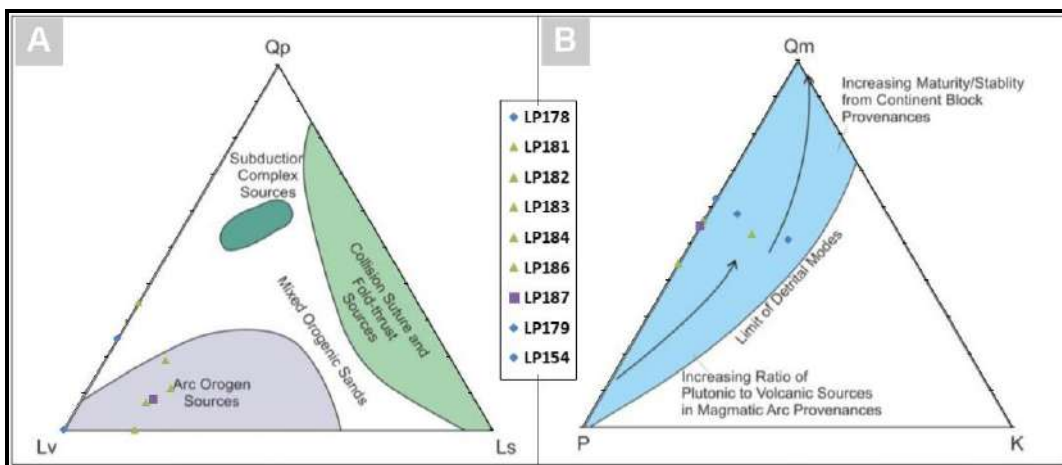 A
Qp
Subduction
Complex
Sources
Collision Suture and
Fold-thrust
Sources
Mixed Orogenic Sands
Arc Orogen
Sources
Lv
Ls
LP178
LP181
LP182
LP183
LP184
LP186
LP187
LP179
LP154
B
Qm
Increasing Maturity/Stablity
from Continent Block
Provenances
Limit of Detrital Modes
Increasing Ratio of
Plutonic to Volcanic Sources
in Magmatic Arc Provenances
P
K